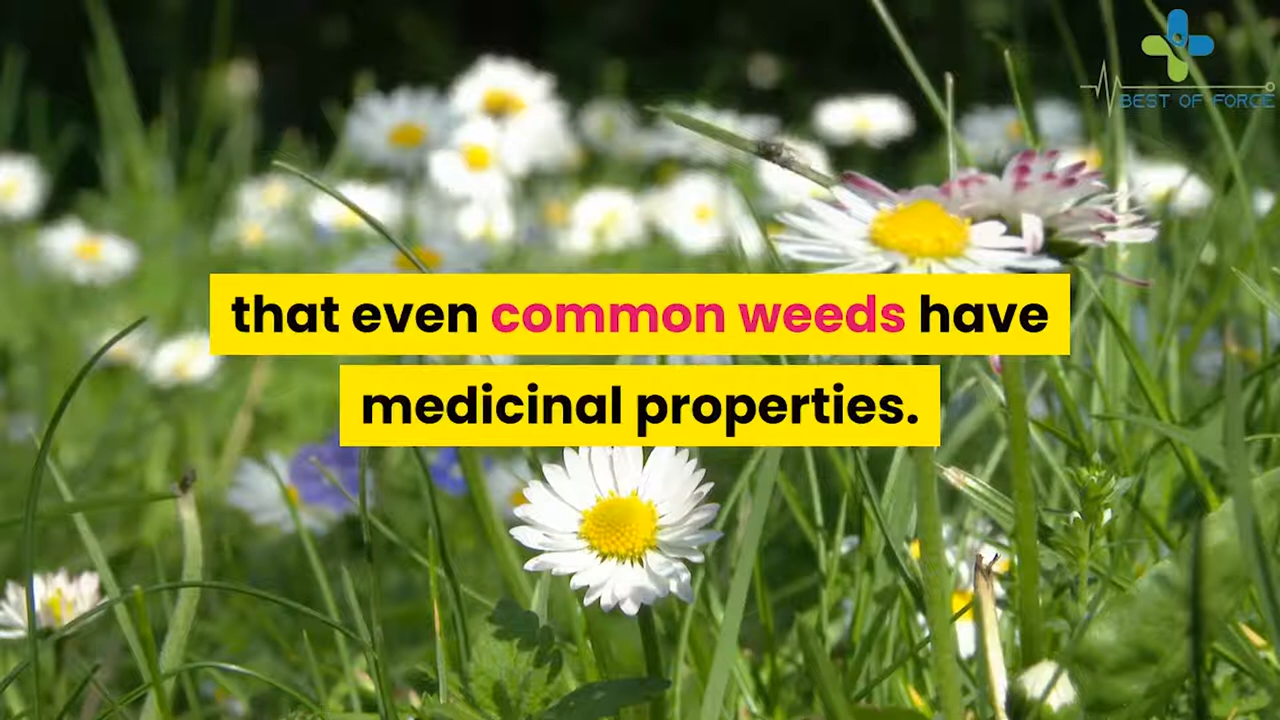 BEST OF FORCE
that even common weeds have
medicinal properties.